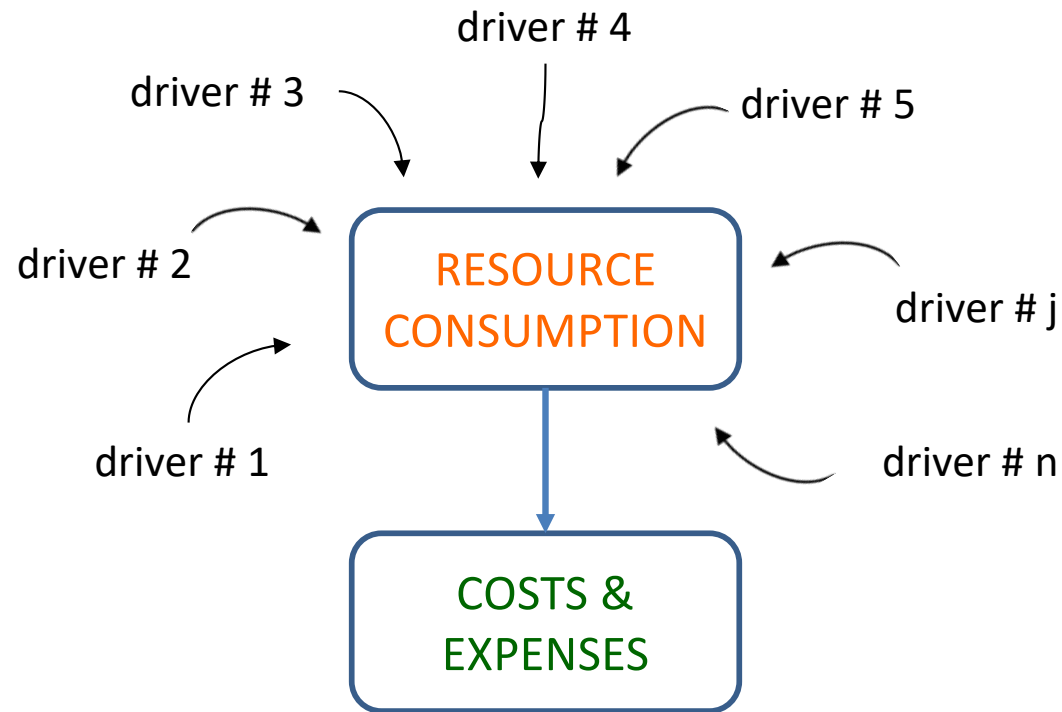 driver # 4
driver # 3
driver # 5
driver # 2
RESOURCE
CONSUMPTION
driver # j
driver # 1
driver # n
COSTS &
EXPENSES